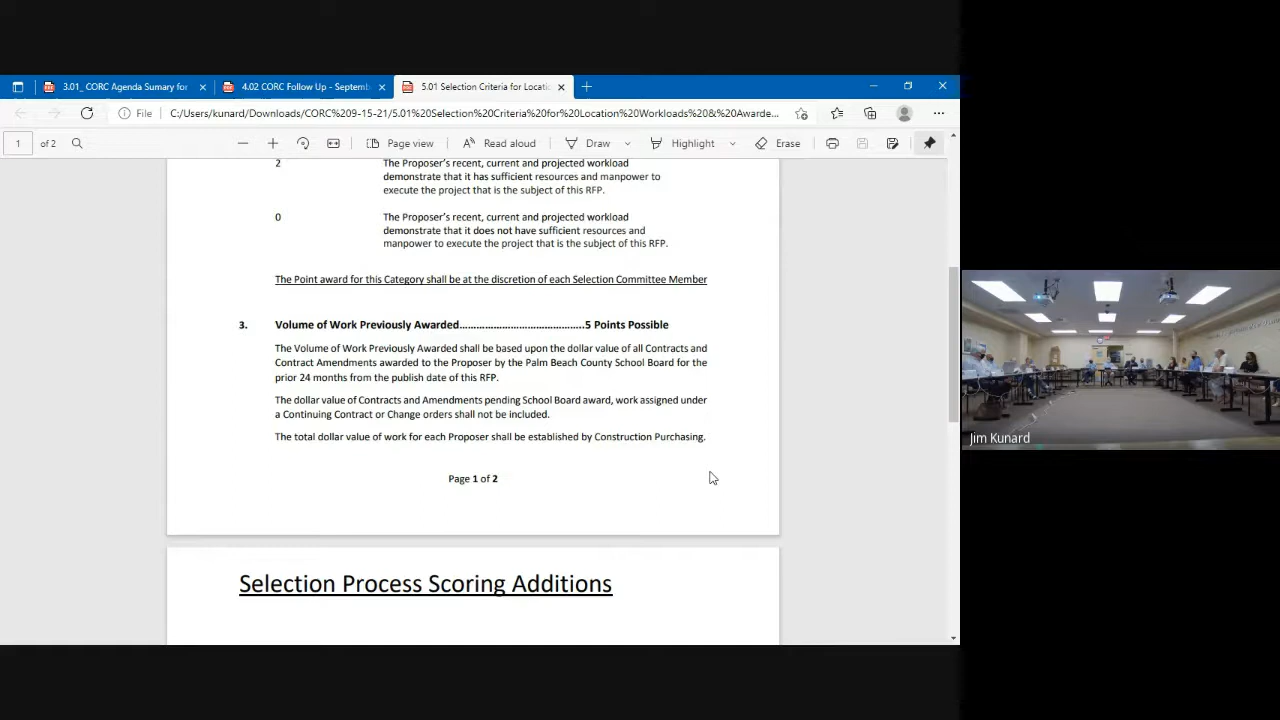 3.01_ CORC Agenda Sumary for
4.02 CORC Follow Up - Septemb
5.01 Selection Criteria for Locatio
File
C:/Users/kunard/Downloads/CORC%209-15-21/5.01%20Selection%20Criteria%20for%20Location%20Workloads%20&%20Awarde...
1 of 2
Page view
Read aloud
Draw
Highlight
Erase
2 The Proposer's recent, current and projected workload
demonstrate that it has sufficient resources and manpower to
execute the project that is the subject of this RFP.
0 The Proposer's recent, current and projected workload
demonstrate that it does not have sufficient resources and
manpower to execute the project that is the subject of this RFP.
The Point award for this Category shall be at the discretion of each Selection Committee Member
3. Volume of Work Previously Awarded……………………………………..5 Points Possible
The Volume of Work Previously Awarded shall be based upon the dollar value of all Contracts and
Contract Amendments awarded to the Proposer by the Palm Beach County School Board for the
prior 24 months from the publish date of this RFP.
The dollar value of Contracts and Amendments pending School Board award, work assigned under
a Continuing Contract or Change orders shall not be included.
The total dollar value of work for each Proposer shall be established by Construction Purchasing.
Page 1 of 2
Selection Process Scoring Additions
Jim Kunard